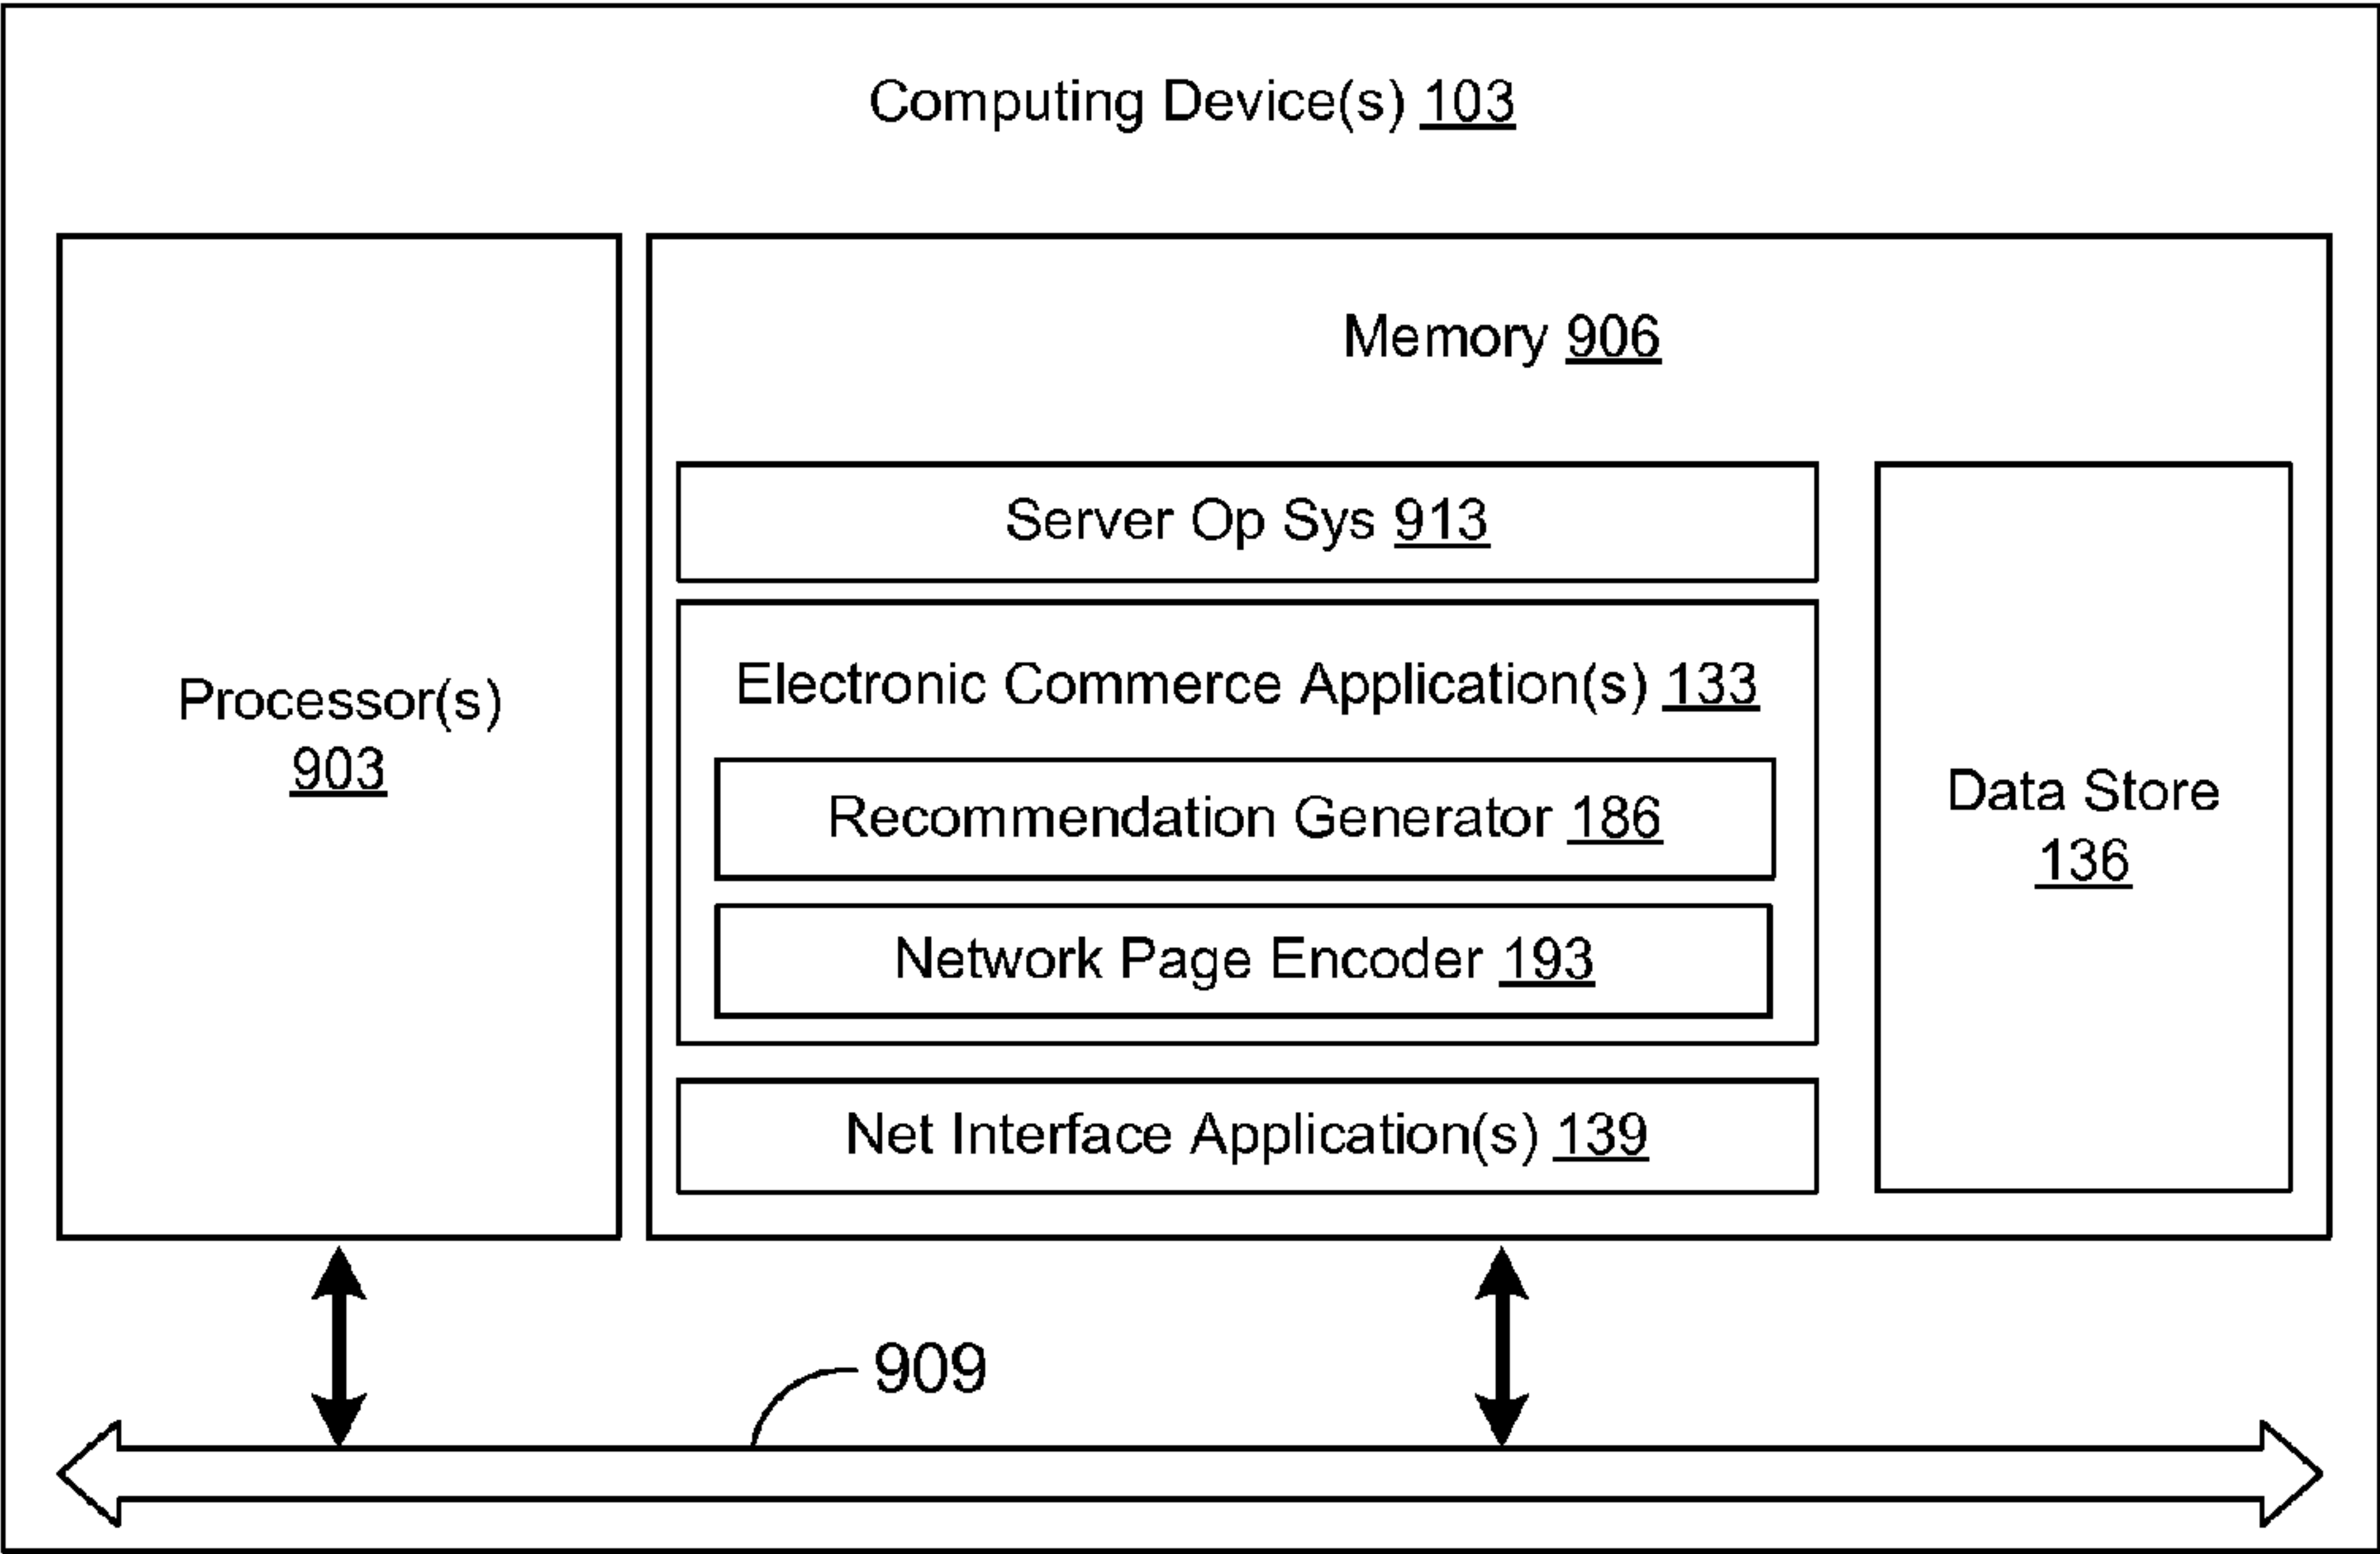 Computing Device(s) 103
Processor(s)
903
Memory 906
Server Op Sys 913
Electronic Commerce Application(s) 133
Recommendation Generator 186
Network Page Encoder 193
Net Interface Application(s) 139
Data Store
136
909